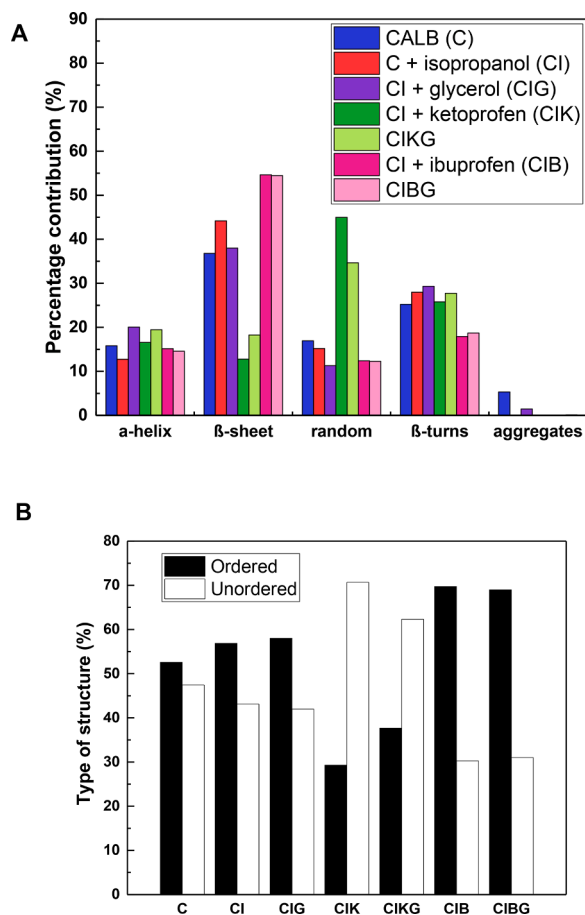 A
Percentage contribution (%)
90
80
70
60
50
40
30
20
10
0
CALB (C)
C + isopropanol (CI)
CI + glycerol (CIG)
CI + ketoprofen (CIK)
CIKG
CI + ibuprofen (CIB)
CIBG
a-helix ß-sheet random ß-turns aggregates
B
Type of structure (%)
80
70
60
50
40
30
20
10
0
Ordered
Unordered
C CI CIG CIK CIKG CIB CIBG